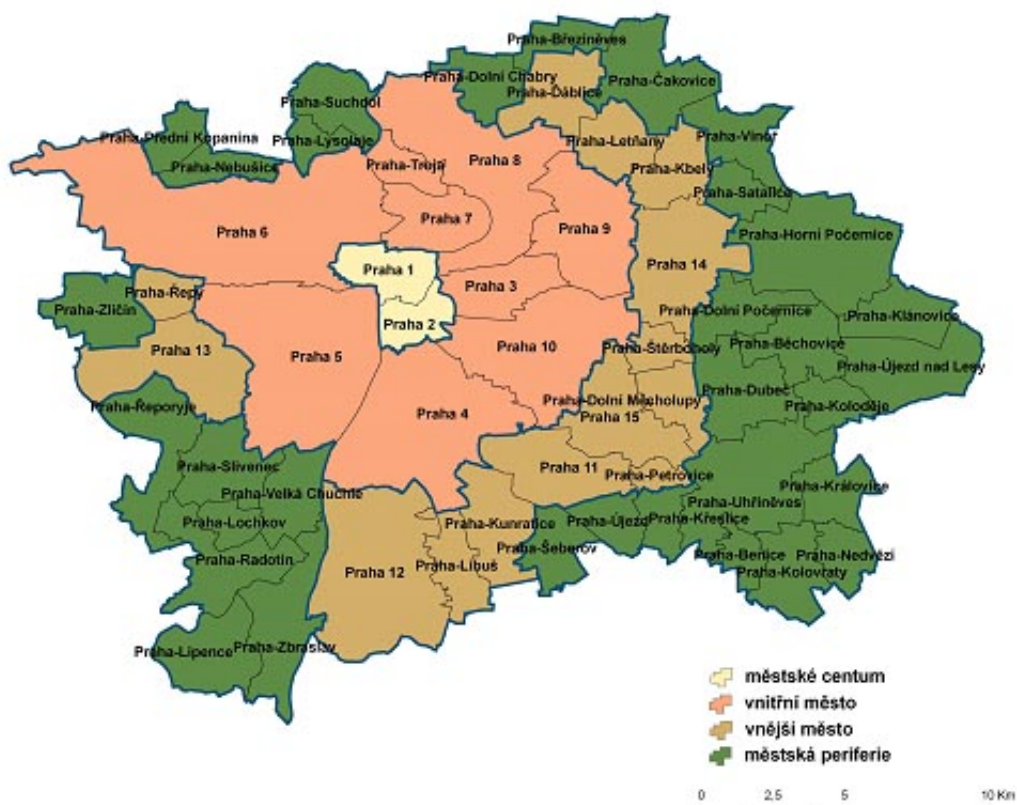 Praha-Březiněves
Praha-Dolní Chabry
Praha-Čakovice
Praha-Ďáblice
Praha-Suchdol
Praha-Přední Kopanina
Praha-Lysolaje
Praha-Letňany
Praha-Vinoř
Praha-Nebušice
Praha-Troja
Praha 8
Praha-Kbely
Praha-Satalice
Praha 7
Praha 6
Praha 9
Praha-Horní Počernice
Praha 1
Praha 14
Praha 3
Praha-Řepy
Praha-Zličín
Praha-Dolní Počernice
Praha-Klánovice
Praha 2
Praha 13
Praha 5
Praha 10
Praha-Štěrboholy
Praha-Běchovice
Praha-Újezd nad Lesy
Praha-Dubeč
Praha-Řeporyje
Praha 4
Praha-Dolní Měcholupy
Praha-Koloděje
Praha 15
Praha-Slivenec
Praha 11
Praha-Petrovice
Praha-Královice
Praha-Velká Chuchle
Praha-Uhříněves
Praha-Lochkov
Praha-Kunratice
Praha-Újezd
Praha-Křeslice
Praha-Šeberov
Praha-Radotín
Praha-Benice
Praha-Nedvězí
Praha 12
Praha-Libuš
Praha-Kolovraty
Praha-Lipence
Praha-Zbraslav
městské centum
vnitřní město
vnější město
městská periferie
0 2,5 5 10 Km